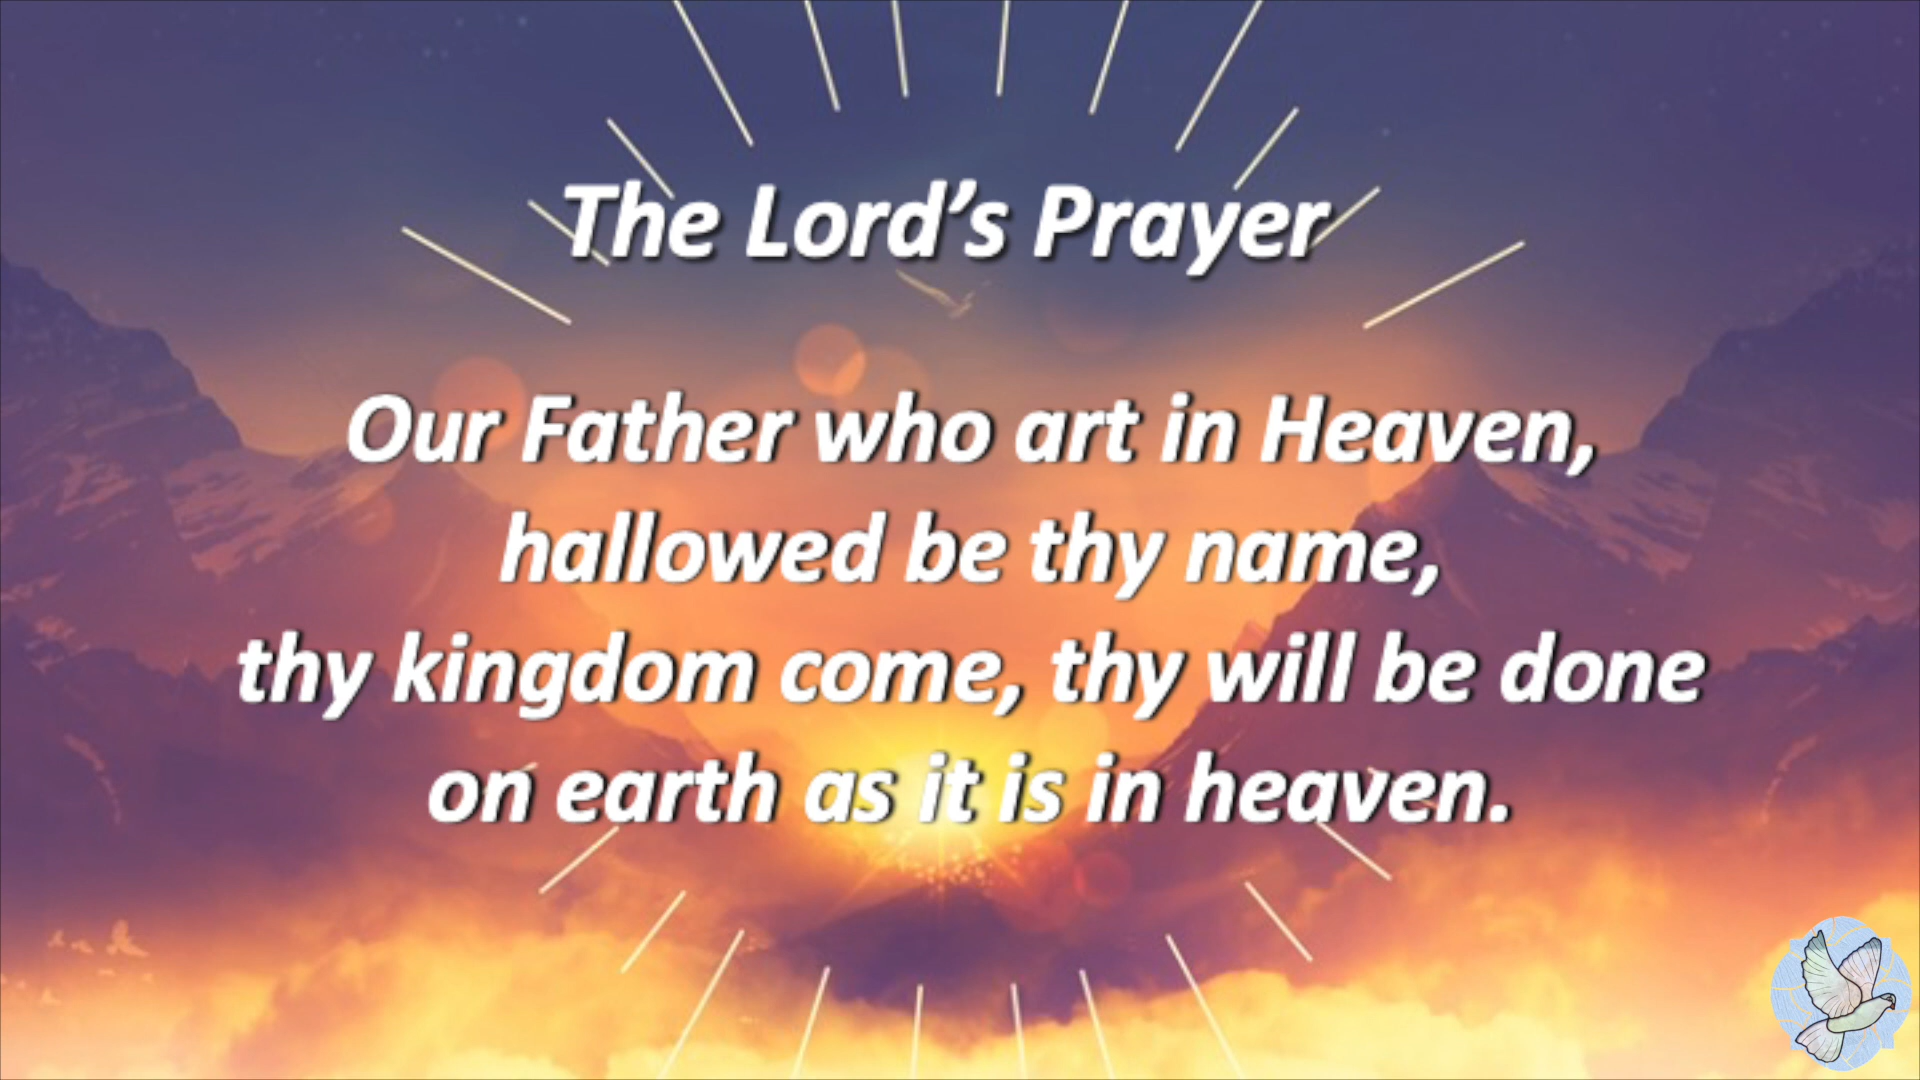 The Lord’s Prayer
Our Father who art in Heaven,
hallowed be thy name,
thy kingdom come, thy will be done
on earth as it is in heaven.